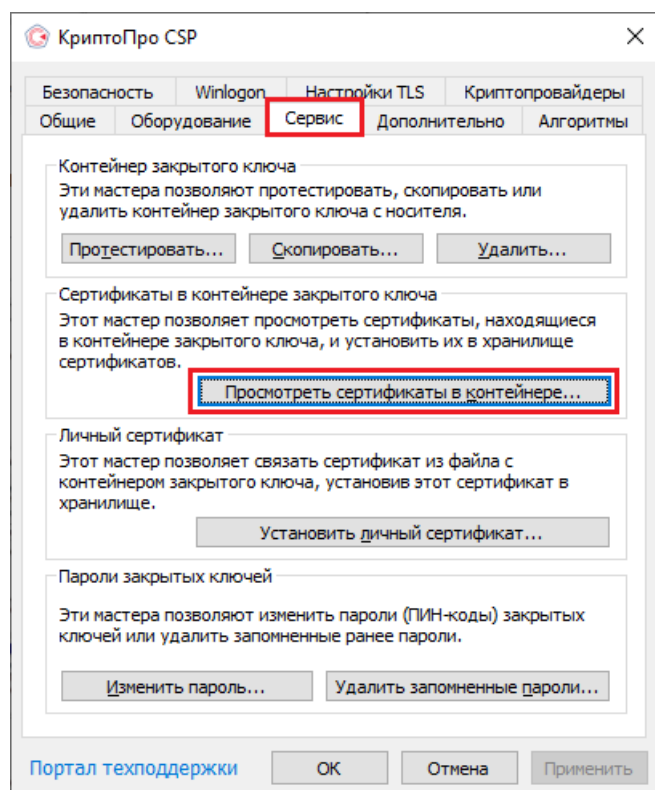 КриптоПро CSP
Безопасность Winlogon Настройки TLS Криптопровайдеры
Общие Оборудование Сервис Дополнительно Алгоритмы
Контейнер закрытого ключа
Эти мастера позволяют протестировать, скопировать или
удалить контейнер закрытого ключа с носителя.
Протестировать... Скопировать... Удалить...
Сертификаты в контейнере закрытого ключа
Этот мастер позволяет просмотреть сертификаты, находящиеся
в контейнере закрытого ключа, и установить их в хранилище
сертификатов.
Просмотреть сертификаты в контейнере...
Личный сертификат
Этот мастер позволяет связать сертификат из файла с
контейнером закрытого ключа, установив этот сертификат в
хранилище.
Установить личный сертификат...
Пароли закрытых ключей
Эти мастера позволяют изменить пароли (ПИН-коды) закрытых
ключей или удалить запомненные ранее пароли.
Изменить пароль... Удалить запомненные пароли...
Портал техподдержки ОК Отмена Применить